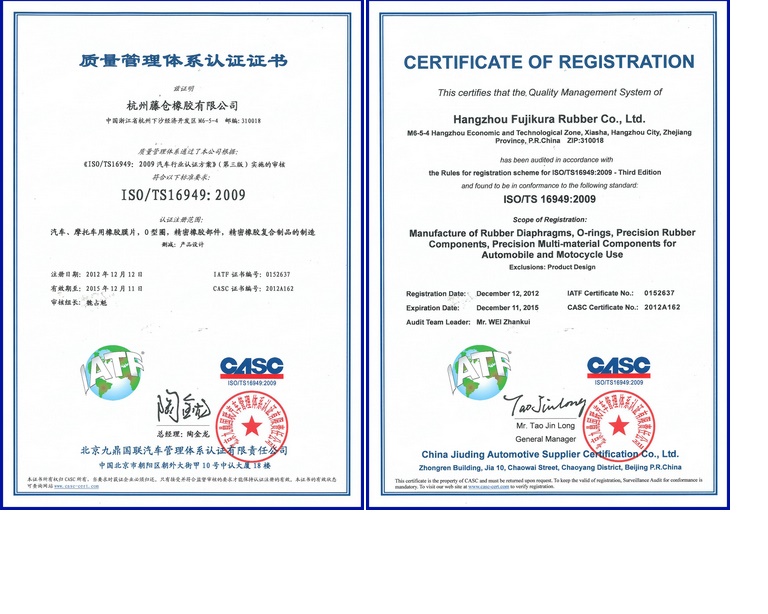 质量管理体系认证证书
兹证明
杭州藤仓橡胶有限公司
中国浙江省杭州下沙经济开发区M6-5-4 邮编:310018
质量管理体系通过了本公司根据:
《ISO/TS16949: 2009 汽车行业认证方案》(第三版)实施的审核
符合以下标准要求:
ISO/TS16949: 2009
认证注册范围:
汽车、摩托车用橡胶膜片，O型圈，精密橡胶部件，精密橡胶复合制品的制造
删减: 产品设计
注册日期: 2012 年 12 月 12 日 IATF 证书编号: 0152637
有效期至: 2015 年 12 月 11 日 CASC 证书编号: 2012A162
审核组长: 魏占魁
IATF
CASC
ISO/TS16949:2009
陶金龙
总经理: 陶金龙
北京九鼎国联汽车管理体系认证有限责任公司
中国北京市朝阳区朝外大街甲10号中认大厦18楼
本证书所有权归 CASC 所有。当要求时获证企业必须归还。只有接受并符合监督审核的要求才能保持认证注册的有效。本证书的有效状态
可查询网站 www.casc-cert.com
CERTIFICATE OF REGISTRATION
This certifies that the Quality Management System of
Hangzhou Fujikura Rubber Co., Ltd.
M6-5-4 Hangzhou Economic and Technological Zone, Xiasha, Hangzhou City, Zhejiang
Province, P.R.China ZIP:310018
has been audited in accordance with
the Rules for registration scheme for ISO/TS16949:2009 - Third Edition
and found to be in conformance to the following standard:
ISO/TS 16949:2009
Scope of Registration:
Manufacture of Rubber Diaphragms, O-rings, Precision Rubber
Components, Precision Multi-material Components for
Automobile and Motocycle Use
Exclusions: Product Design
Registration Date: December 12, 2012 IATF Certificate No.: 0152637
Expiration Date: December 11, 2015 CASC Certificate No.: 2012A162
Audit Team Leader: Mr. WEI Zhankui
IATF
CASC
ISO/TS16949:2009
Tao Jinlong
Mr. Tao Jin Long
General Manager
China Jiuding Automotive Supplier Certification Co., Ltd.
Zhongren Building, Jia 10, Chaowai Street, Chaoyang District, Beijing P.R.China
This certificate is the property of CASC and must be returned upon request. To keep the valid of registration, Surveillance Audit for conformance is
mandatory. To visit our web site at www.casc-cert.com to verify registration.